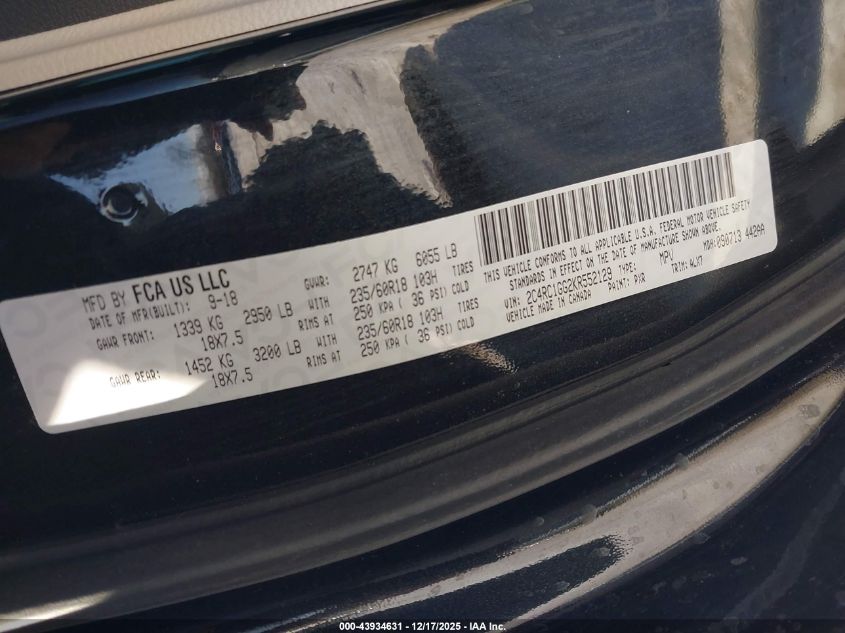 MFD BY FCA US LLC
DATE OF MFR(BUILT): 9-18 GVWR: 2747 KG 6055 LB
GAWR FRONT: 1339 KG 2950 LB WITH 235/60R18 103H TIRES
18X7.5 RIMS AT 250 KPA ( 36 PSI) COLD
GAWR REAR: 1452 KG 3200 LB WITH 235/60R18 103H TIRES
18X7.5 RIMS AT 250 KPA ( 36 PSI) COLD
THIS VEHICLE CONFORMS TO ALL APPLICABLE U.S.A. FEDERAL MOTOR VEHICLE SAFETY
STANDARDS IN EFFECT ON THE DATE OF MANUFACTURE SHOWN ABOVE.
VIN: 2C4RC1GG2KR552129 TYPE: MPV MDH: 090713 442AA
VEHICLE MADE IN CANADA PAINT: PXR TRIM: ALX7
000-43934631 – 12/17/2025 – IAA Inc.